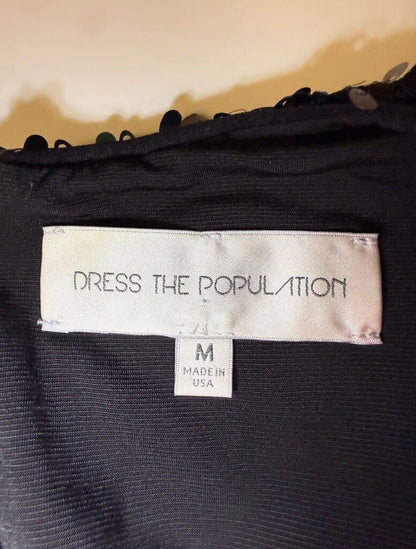 DRESS THE POPULATION
M
MADE IN
USA